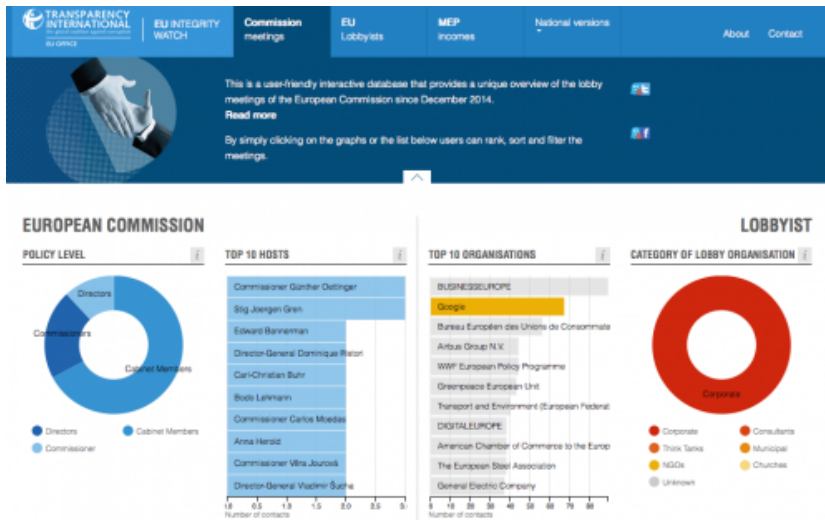 TRANSPARENCY
INTERNATIONAL
the global coalition against corruption
EU OFFICE
EU INTEGRITY
WATCH
Commission
meetings
EU
Lobbyists
MEP
incomes
National versions
About
Contact
This is a user-friendly interactive database that provides a unique overview of the lobby
meetings of the European Commission since December 2014.
Read more
By simply clicking on the graphs or the list below users can rank, sort and filter the
meetings.
EUROPEAN COMMISSION
LOBBYIST
POLICY LEVEL
i
Directors
Commissioners
Cabinet Members
Directors
Cabinet Members
Commissioner
TOP 10 HOSTS
i
Commissioner Günther Oettinger
Stig Joergen Gren
Edward Bannerman
Director-General Dominique Ristori
Carl-Christian Buhr
Bodo Lehmann
Commissioner Carlos Moedas
Anna Herold
Commissioner Věra Jourová
Director-General Vladimir Šucha
.0 0.5 1.0 1.5 2.0 2.5 3.
Number of contacts
TOP 10 ORGANISATIONS
i
BUSINESSEUROPE
Google
Bureau Européen des Unions de Consommate
Airbus Group N.V.
WWF European Policy Programme
Greenpeace European Unit
Transport and Environment (European Federat
DIGITALEUROPE
American Chamber of Commerce to the Europ
The European Steel Association
General Electric Company
0 10 20 30 40 50 60 70 80
Number of contacts
CATEGORY OF LOBBY ORGANISATION
i
Corporate
Corporate
Consultants
Think Tanks
Municipal
NGOs
Churches
Unknown